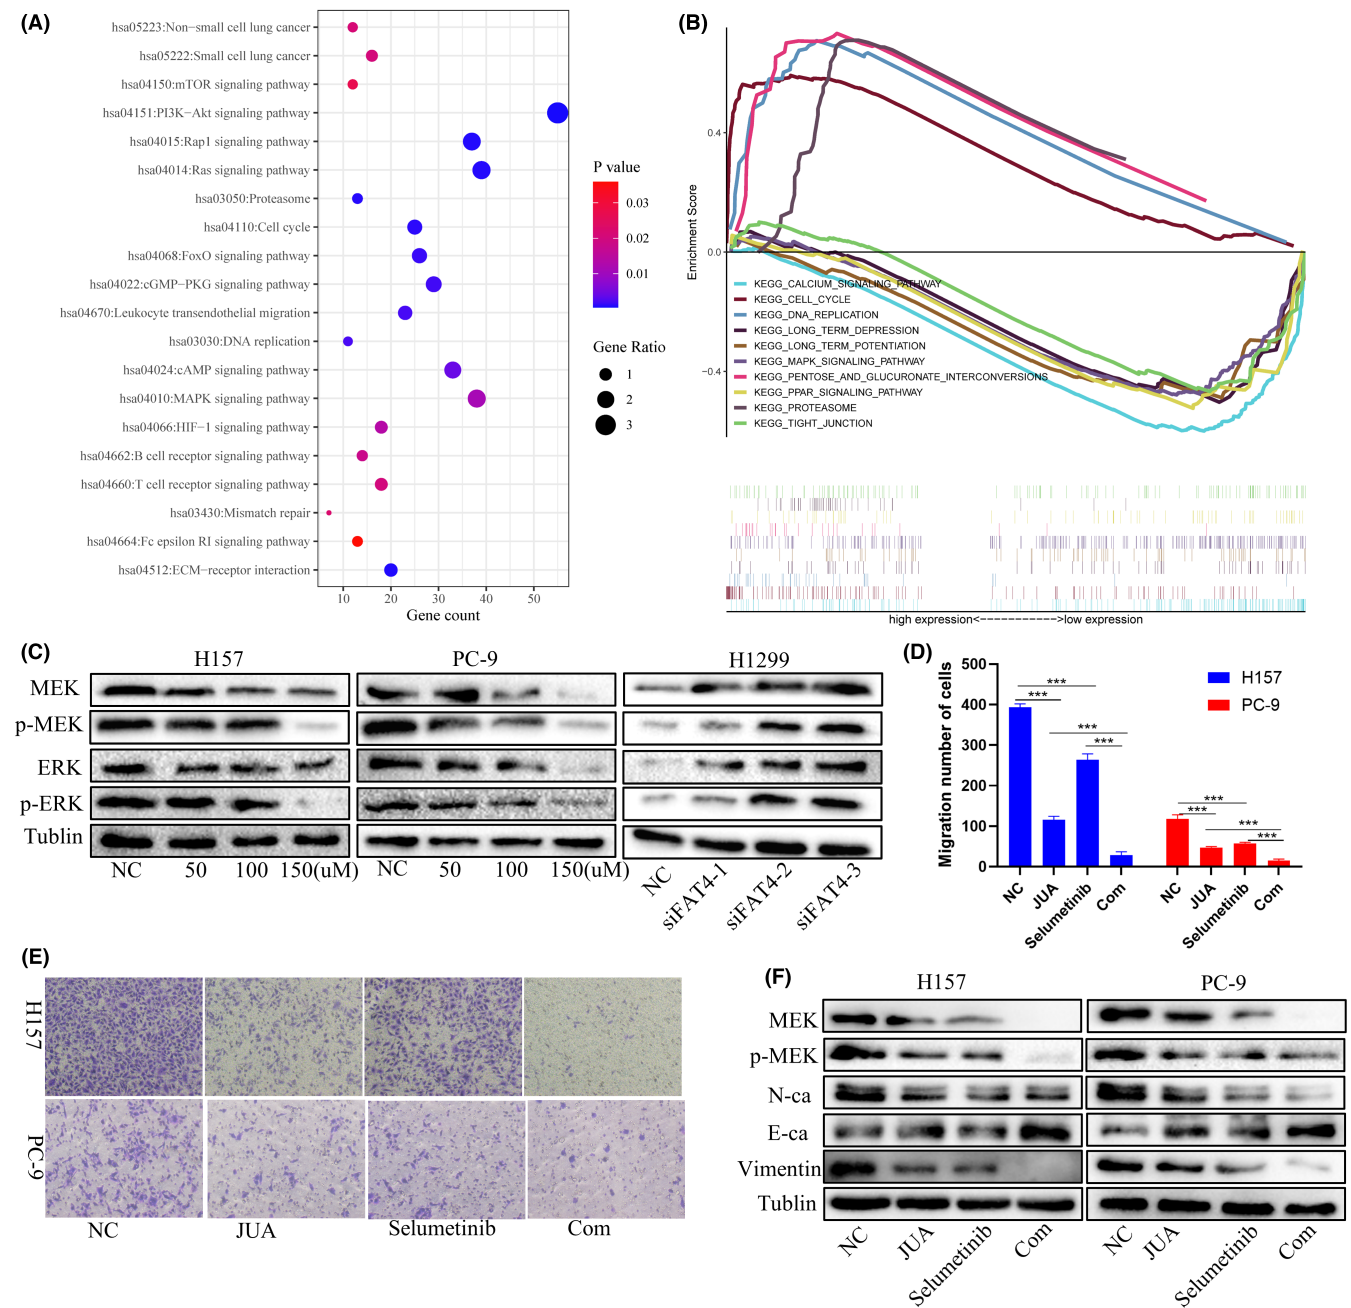 (A)
hsa05223:Non−small cell lung cancer
hsa05222:Small cell lung cancer
hsa04150:mTOR signaling pathway
hsa04151:PI3K−Akt signaling pathway
hsa04015:Rap1 signaling pathway
hsa04014:Ras signaling pathway
hsa03050:Proteasome
hsa04110:Cell cycle
hsa04068:FoxO signaling pathway
hsa04022:cGMP−PKG signaling pathway
hsa04670:Leukocyte transendothelial migration
hsa03030:DNA replication
hsa04024:cAMP signaling pathway
hsa04010:MAPK signaling pathway
hsa04066:HIF−1 signaling pathway
hsa04662:B cell receptor signaling pathway
hsa04660:T cell receptor signaling pathway
hsa03430:Mismatch repair
hsa04664:Fc epsilon RI signaling pathway
hsa04512:ECM−receptor interaction
10 20 30 40 50
Gene count
P value
0.03
0.02
0.01
Gene Ratio
1
2
3
(B)
Enrichment Score
0.4
0.0
−0.4
KEGG_CALCIUM_SIGNALING_PATHWAY
KEGG_CELL_CYCLE
KEGG_DNA_REPLICATION
KEGG_LONG_TERM_DEPRESSION
KEGG_LONG_TERM_POTENTIATION
KEGG_MAPK_SIGNALING_PATHWAY
KEGG_PENTOSE_AND_GLUCURONATE_INTERCONVERSIONS
KEGG_PPAR_SIGNALING_PATHWAY
KEGG_PROTEASOME
KEGG_TIGHT_JUNCTION
high expression<------------->low expression
(C)
H157 PC-9 H1299
MEK
p-MEK
ERK
p-ERK
Tublin
NC 50 100 150(uM)
NC 50 100 150(uM)
NC siFAT4-1 siFAT4-2 siFAT4-3
(D)
Migration number of cells
500
400
300
200
100
0
H157
PC-9
***
***
***
***
***
***
***
***
NC JUA Selumetinib Com
NC JUA Selumetinib Com
(E)
H157
PC-9
NC JUA Selumetinib Com
(F)
H157 PC-9
MEK
p-MEK
N-ca
E-ca
Vimentin
Tublin
NC JUA Selumetinib Com
NC JUA Selumetinib Com